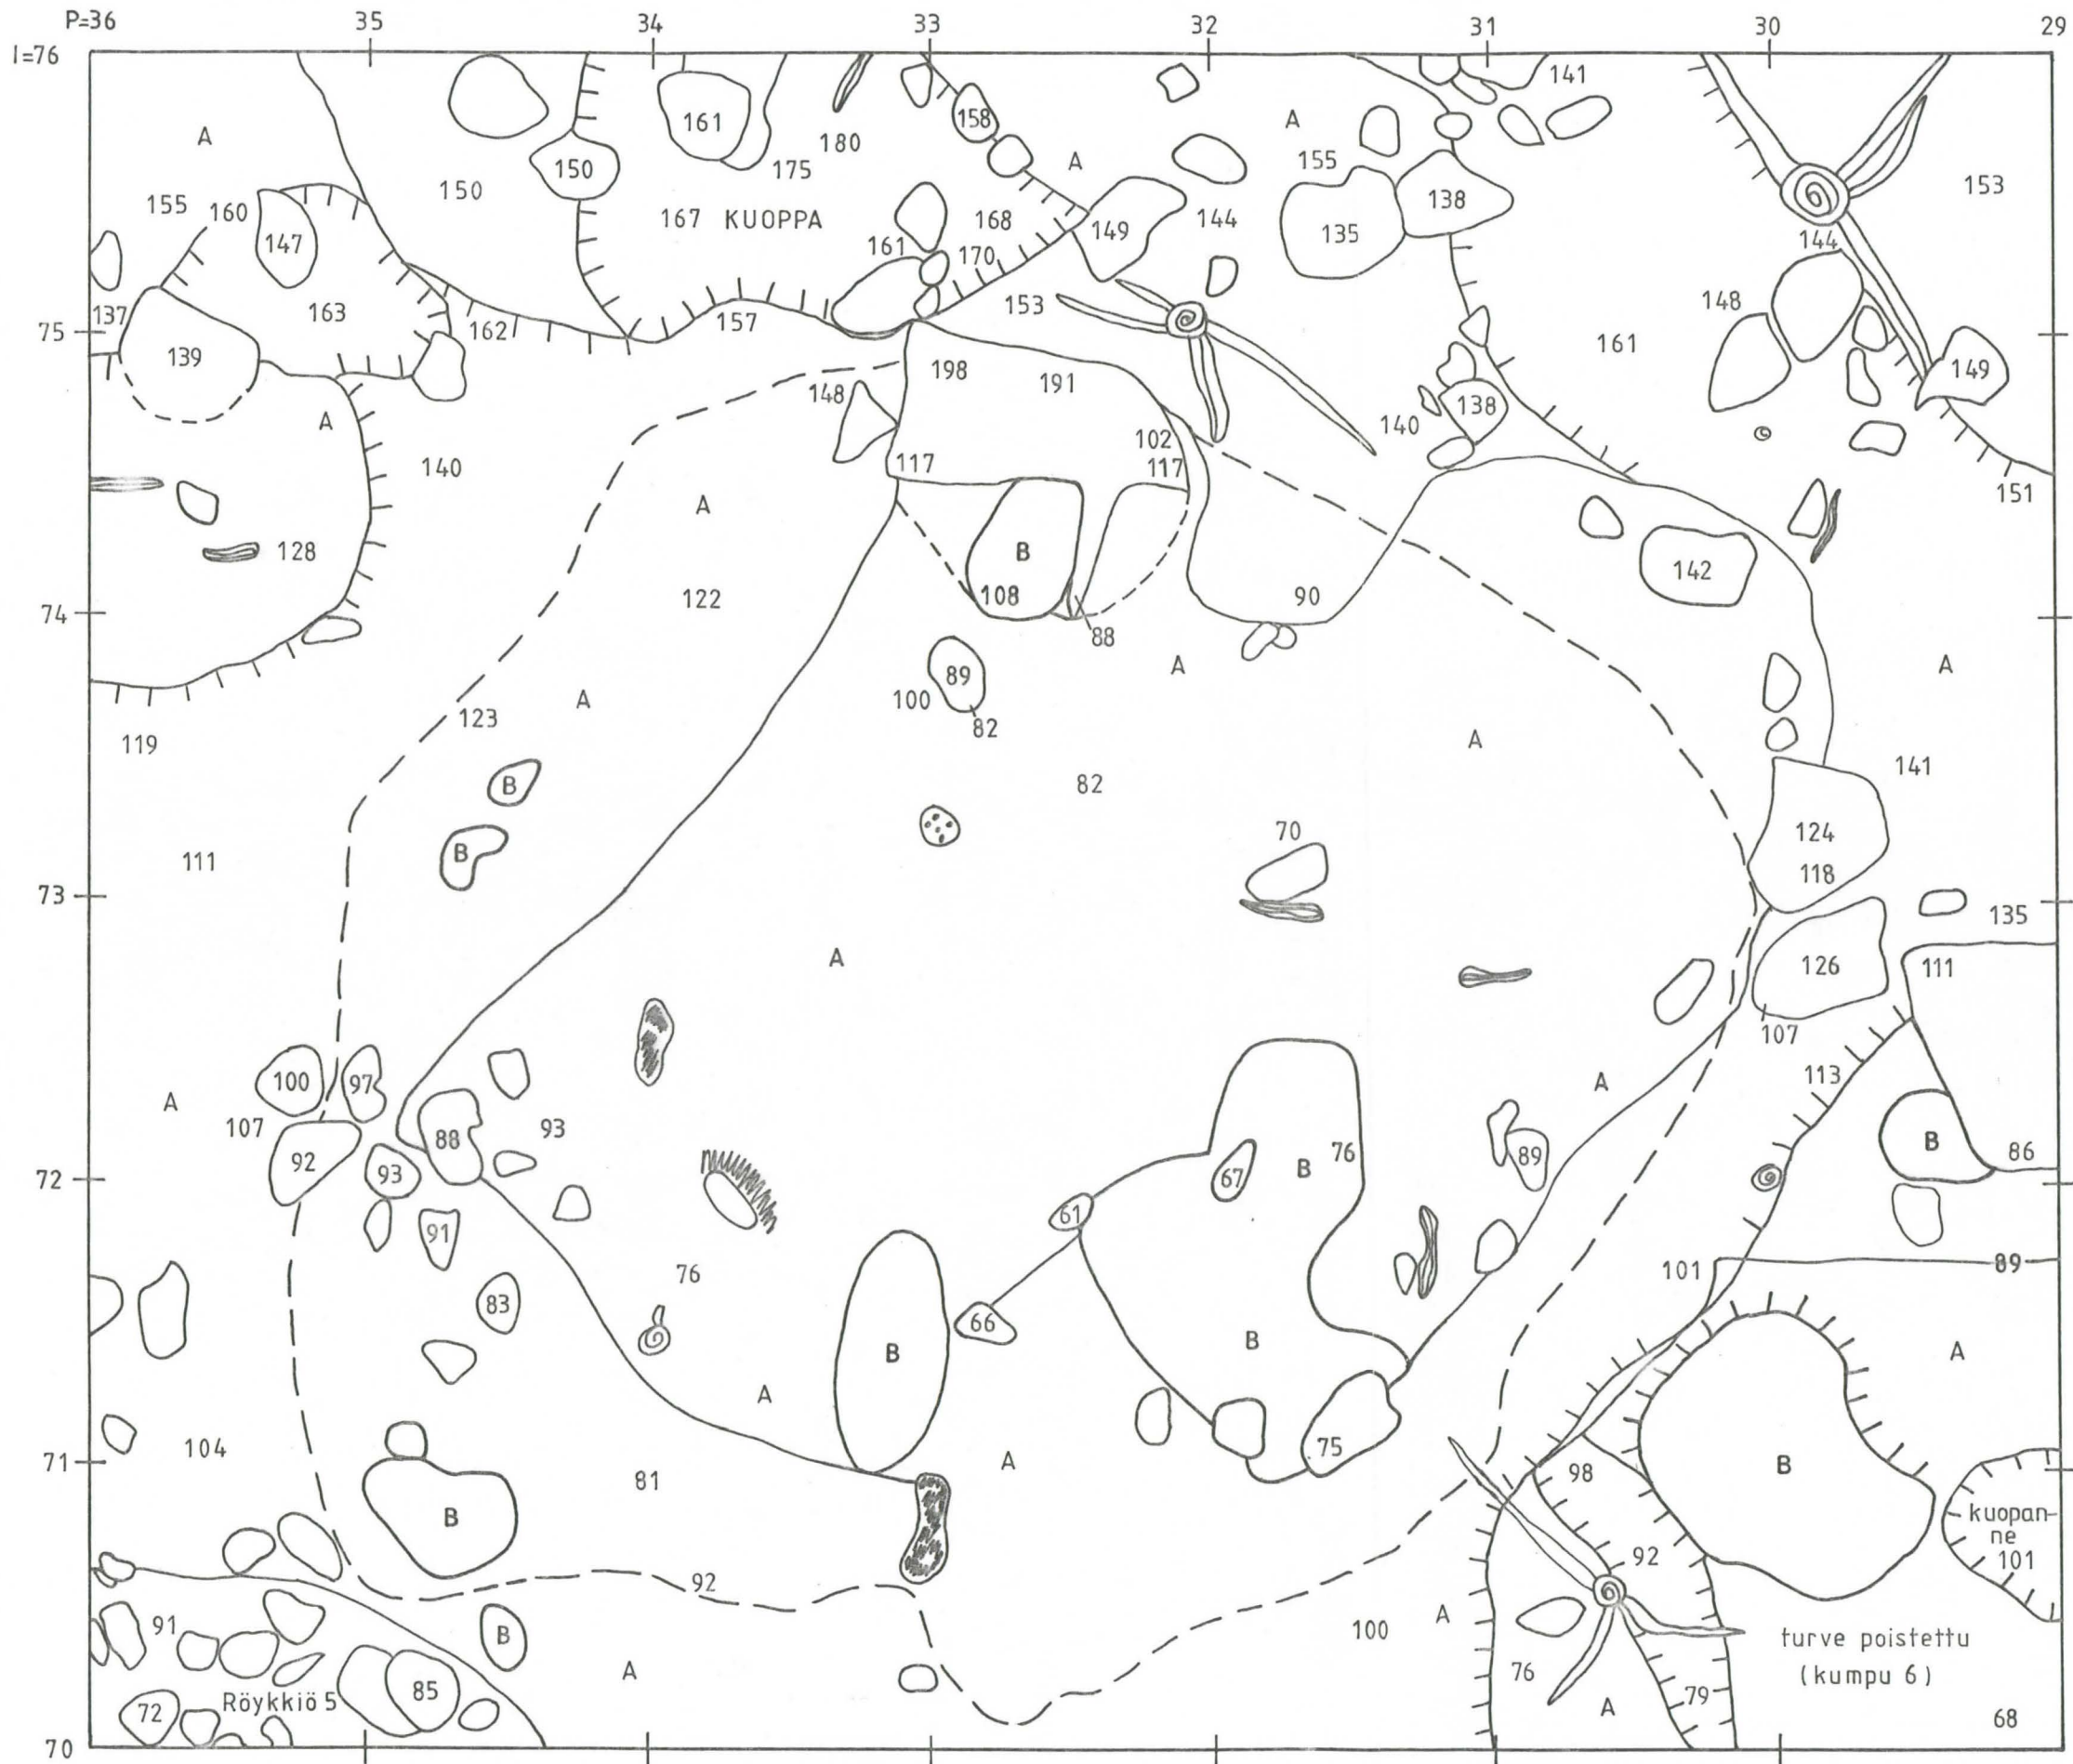 P=36 35 34 33 32 31 30 29
I=76
141
161 158
A A 180 A 153
150 150 175 155
155 160 167 KUOPPA 168 149 144 135 138
147 161 170 144
137 163 162 157 153 148
75 139 198 191 161 149
148 138
A 102 140
140 117 117 151
A
128 B 142
122 108 90
74 88
A A
89
123 A 100 82 A
119 82 141
B
111 B 70 124
118
73 135
A 126 111
107
100 97 A 113
A
107 88 93 B
92 93 89 76 86
72 67 B
91 61
76 101 89
83 66 B A
B
A
104 75
71 A 98 B
81 kuopan-
B ne
92 92 101
91 B 100 A
turve poistettu
A 76 (kumpu 6)
72 Röykkiö 5 85 79
A 68
70